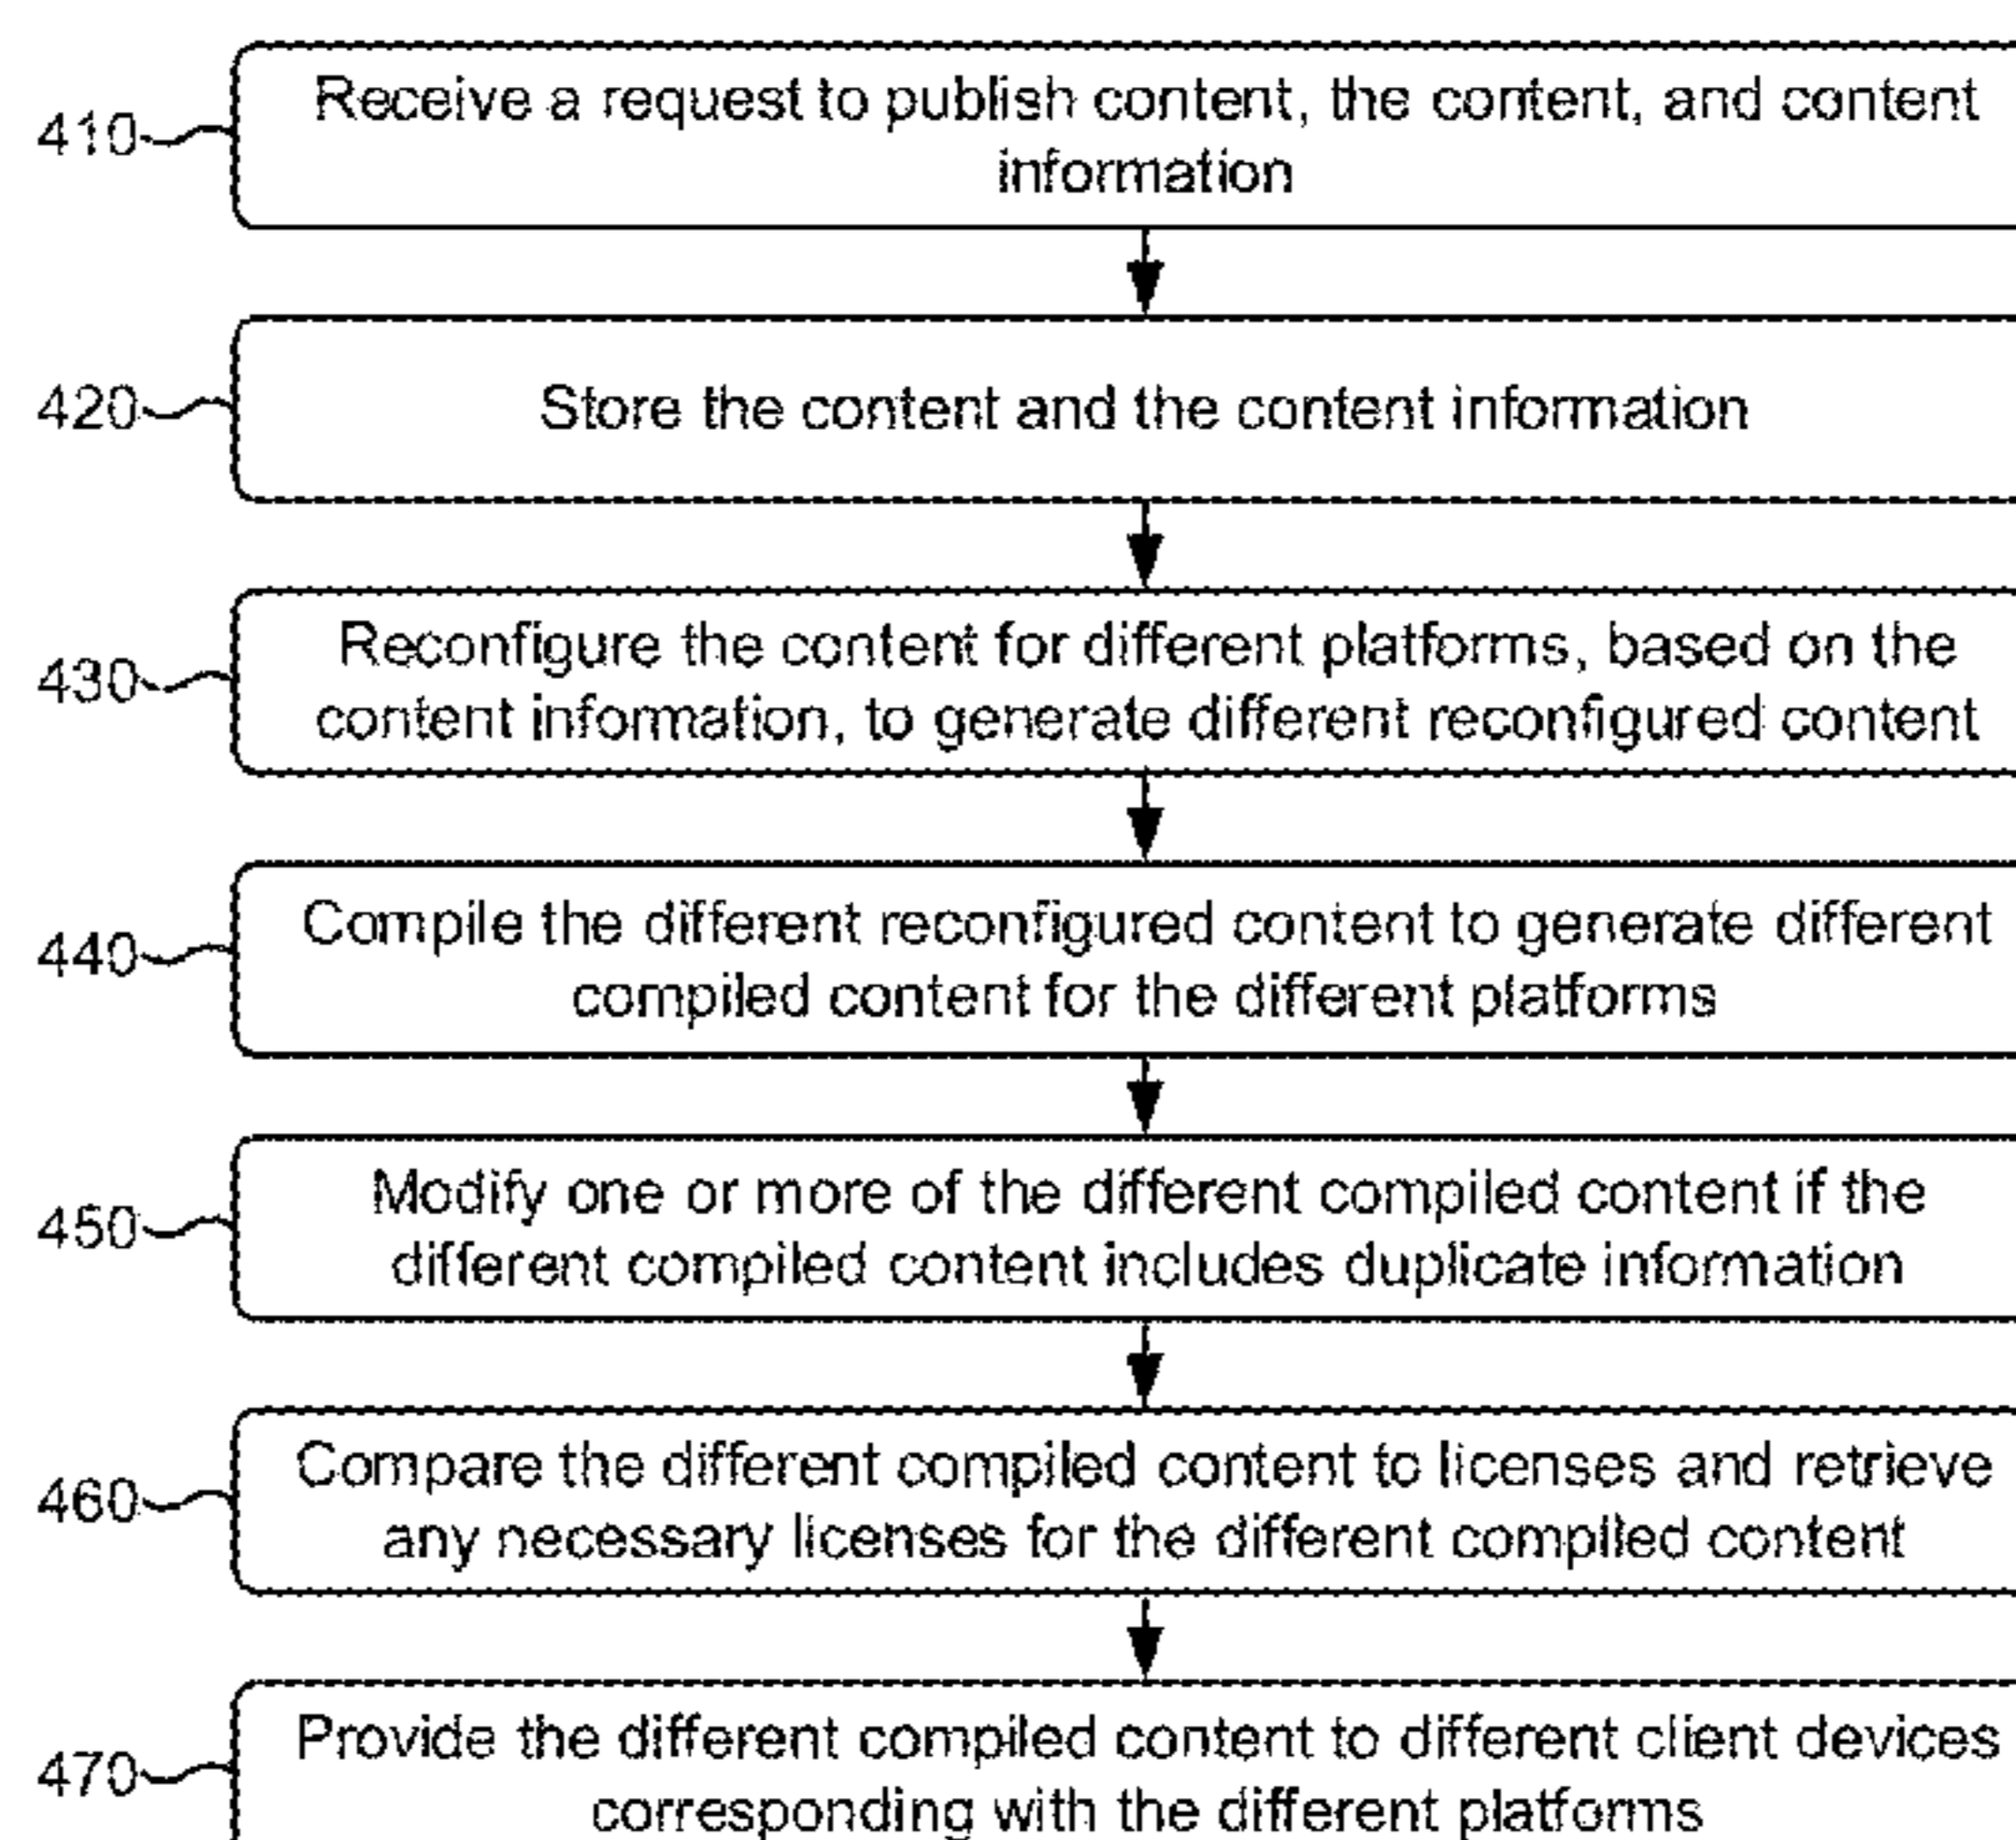 410
Receive a request to publish content, the content, and content
information
420
Store the content and the content information
430
Reconfigure the content for different platforms, based on the
content information, to generate different reconfigured content
440
Compile the different reconfigured content to generate different
compiled content for the different platforms
450
Modify one or more of the different compiled content if the
different compiled content includes duplicate information
460
Compare the different compiled content to licenses and retrieve
any necessary licenses for the different compiled content
470
Provide the different compiled content to different client devices
corresponding with the different platforms